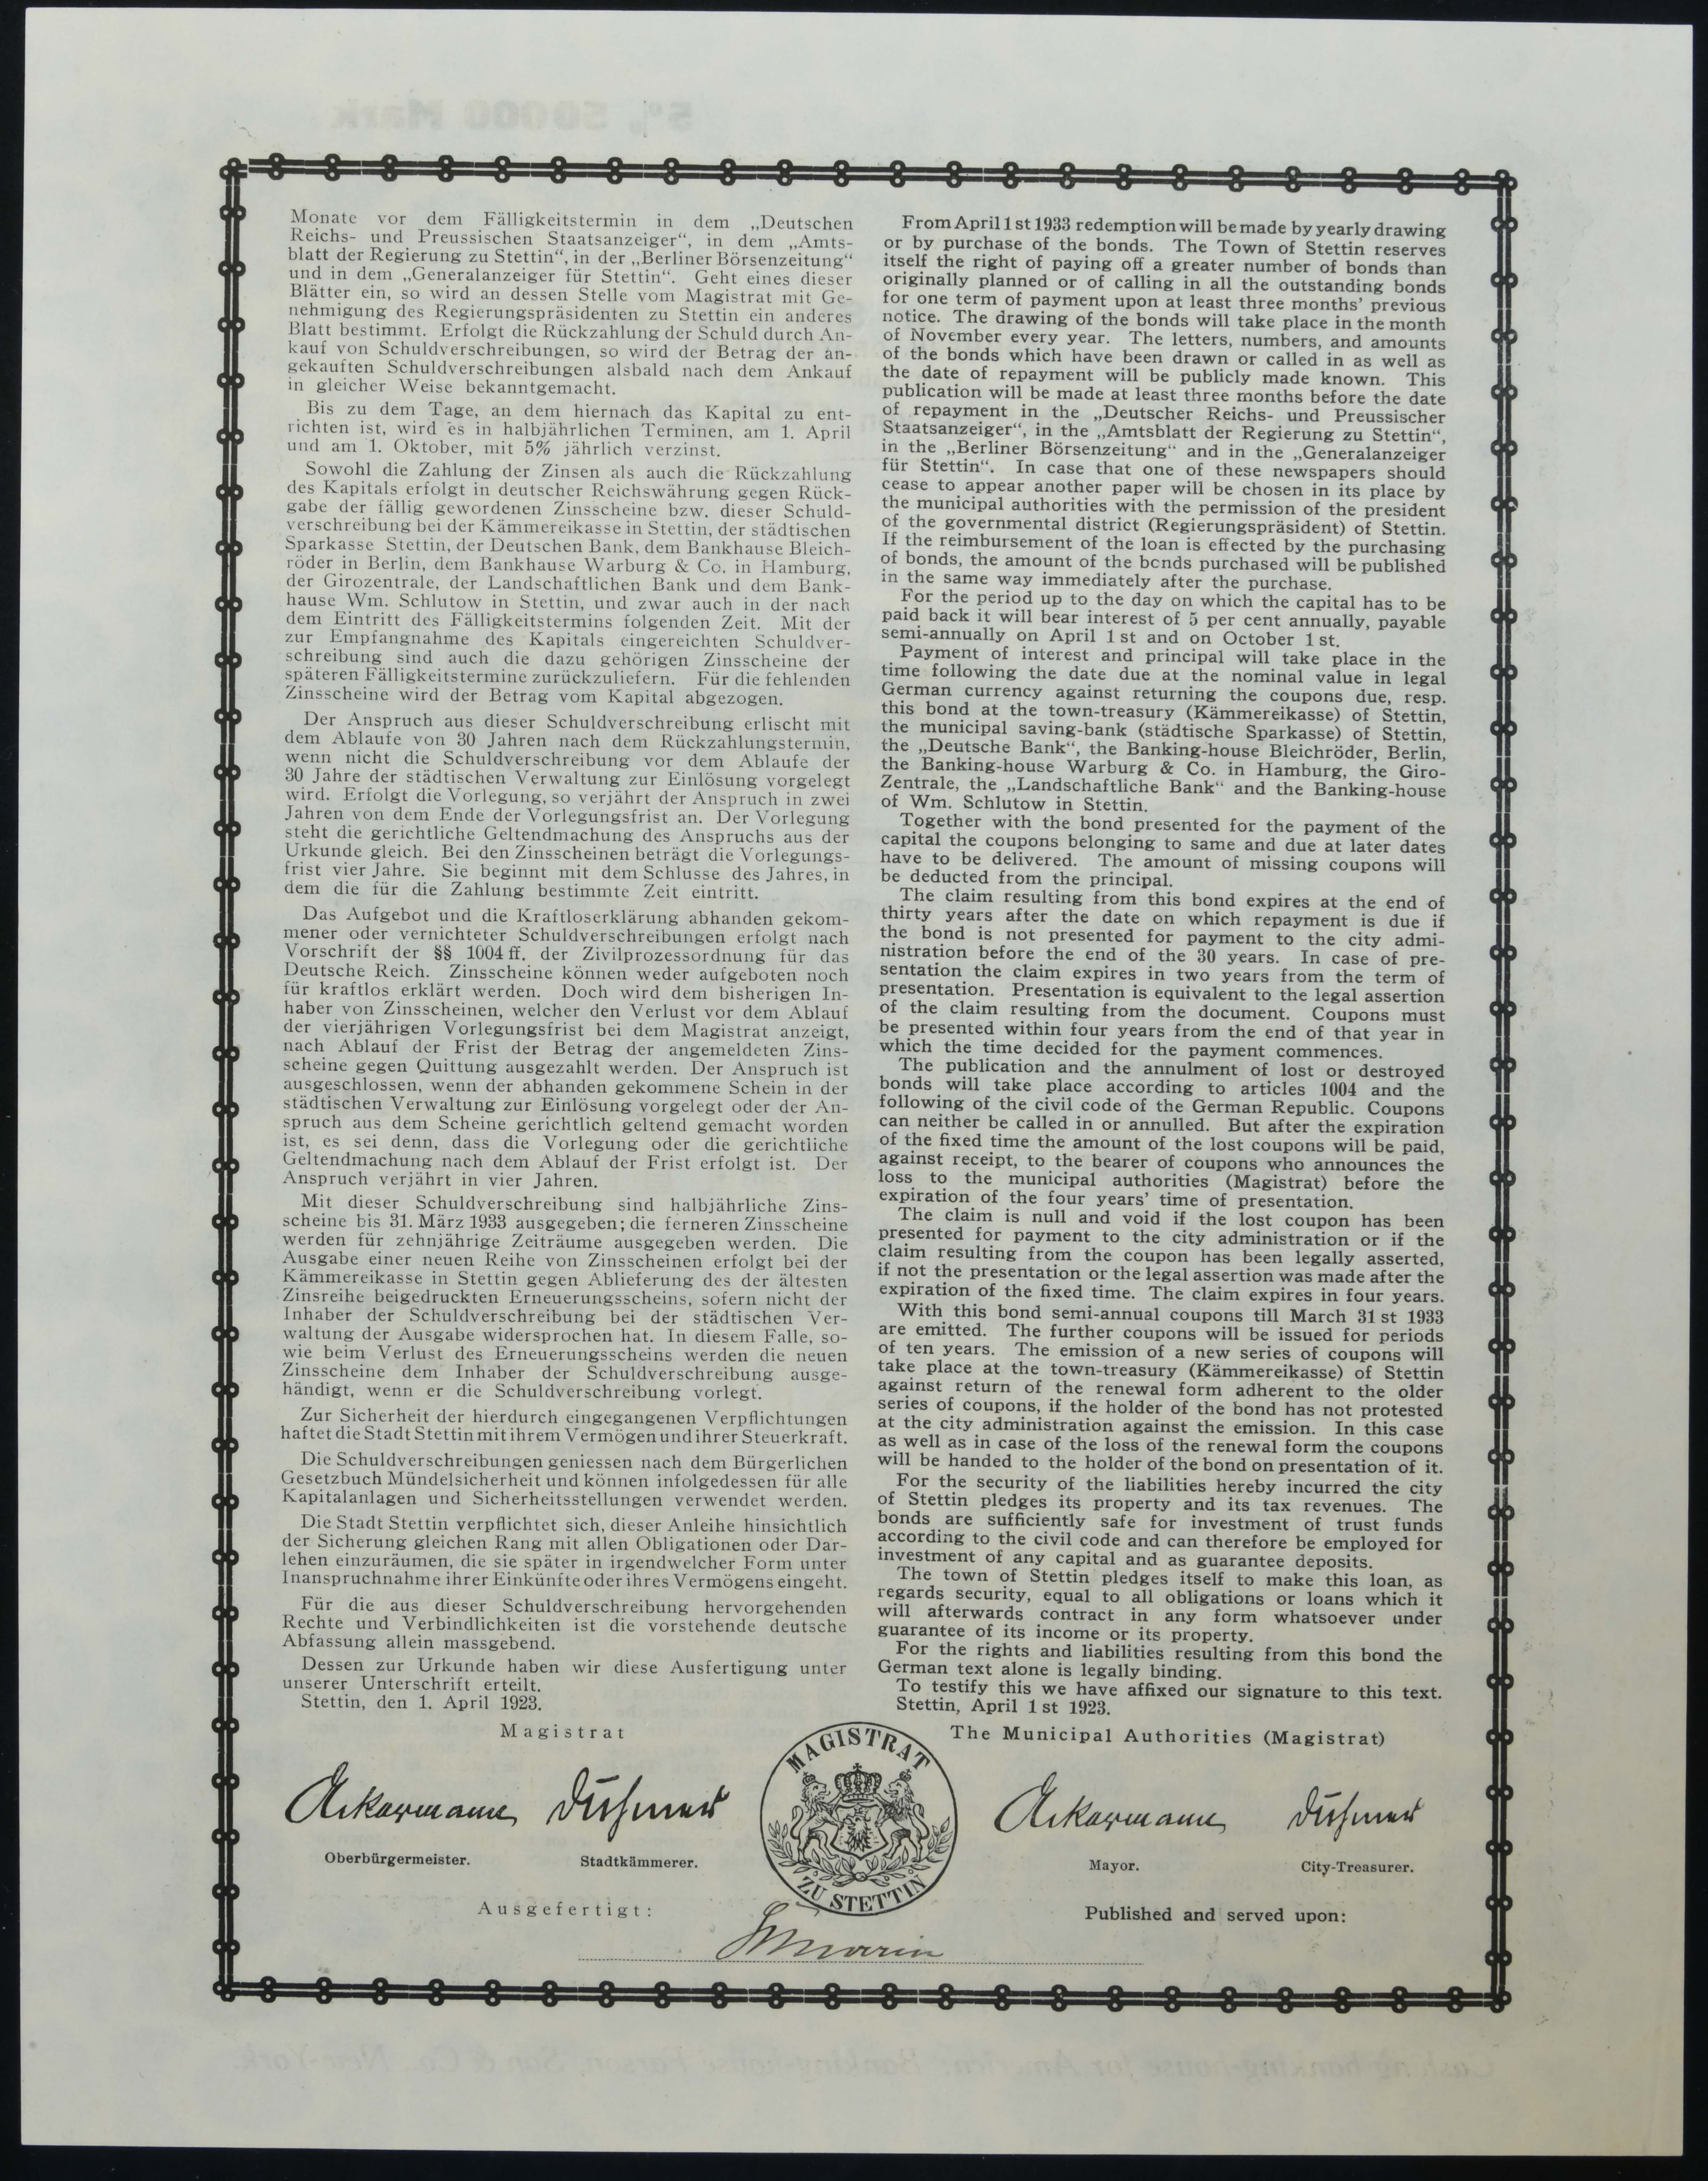 Monate vor dem Fälligkeitstermin in dem „Deutschen
Reichs- und Preussischen Staatsanzeiger“, in dem „Amts-
blatt der Regierung zu Stettin“, in der „Berliner Börsenzeitung“
und in dem „Generalanzeiger für Stettin“. Geht eines dieser
Blätter ein, so wird an dessen Stelle vom Magistrat mit Ge-
nehmigung des Regierungspräsidenten zu Stettin ein anderes
Blatt bestimmt. Erfolgt die Rückzahlung der Schuld durch An-
kauf von Schuldverschreibungen, so wird der Betrag der an-
gekauften Schuldverschreibungen alsbald nach dem Ankauf
in gleicher Weise bekanntgemacht.
Bis zu dem Tage, an dem hiernach das Kapital zu ent-
richten ist, wird es in halbjährlichen Terminen, am 1. April
und am 1. Oktober, mit 5% jährlich verzinst.
Sowohl die Zahlung der Zinsen als auch die Rückzahlung
des Kapitals erfolgt in deutscher Reichswährung gegen Rück-
gabe der fällig gewordenen Zinsscheine bzw. dieser Schuld-
verschreibung bei der Kämmereikasse in Stettin, der städtischen
Sparkasse Stettin, der Deutschen Bank, dem Bankhause Bleich-
röder in Berlin, dem Bankhause Warburg & Co. in Hamburg,
der Girozentrale, der Landschaftlichen Bank und dem Bank-
hause Wm. Schlutow in Stettin, und zwar auch in der nach
dem Eintritt des Fälligkeitstermins folgenden Zeit. Mit der
zur Empfangnahme des Kapitals eingereichten Schuldver-
schreibung sind auch die dazu gehörigen Zinsscheine der
späteren Fälligkeitstermine zurückzuliefern. Für die fehlenden
Zinsscheine wird der Betrag vom Kapital abgezogen.
Der Anspruch aus dieser Schuldverschreibung erlischt mit
dem Ablaufe von 30 Jahren nach dem Rückzahlungstermin,
wenn nicht die Schuldverschreibung vor dem Ablaufe der
30 Jahre der städtischen Verwaltung zur Einlösung vorgelegt
wird. Erfolgt die Vorlegung, so verjährt der Anspruch in zwei
Jahren von dem Ende der Vorlegungsfrist an. Der Vorlegung
steht die gerichtliche Geltendmachung des Anspruchs aus der
Urkunde gleich. Bei den Zinsscheinen beträgt die Vorlegungs-
frist vier Jahre. Sie beginnt mit dem Schlusse des Jahres, in
dem die für die Zahlung bestimmte Zeit eintritt.
Das Aufgebot und die Kraftloserklärung abhanden gekom-
mener oder vernichteter Schuldverschreibungen erfolgt nach
Vorschrift der §§ 1004 ff. der Zivilprozessordnung für das
Deutsche Reich. Zinsscheine können weder aufgeboten noch
für kraftlos erklärt werden. Doch wird dem bisherigen In-
haber von Zinsscheinen, welcher den Verlust vor dem Ablauf
der vierjährigen Vorlegungsfrist bei dem Magistrat anzeigt,
nach Ablauf der Frist der Betrag der angemeldeten Zins-
scheine gegen Quittung ausgezahlt werden. Der Anspruch ist
ausgeschlossen, wenn der abhanden gekommene Schein in der
städtischen Verwaltung zur Einlösung vorgelegt oder der An-
spruch aus dem Scheine gerichtlich geltend gemacht worden
ist, es sei denn, dass die Vorlegung oder die gerichtliche
Geltendmachung nach dem Ablauf der Frist erfolgt ist. Der
Anspruch verjährt in vier Jahren.
Mit dieser Schuldverschreibung sind halbjährliche Zins-
scheine bis 31. März 1933 ausgegeben; die ferneren Zinsscheine
werden für zehnjährige Zeiträume ausgegeben werden. Die
Ausgabe einer neuen Reihe von Zinsscheinen erfolgt bei der
Kämmereikasse in Stettin gegen Ablieferung des der ältesten
Zinsreihe beigedruckten Erneuerungsscheins, sofern nicht der
Inhaber der Schuldverschreibung bei der städtischen Ver-
waltung der Ausgabe widersprochen hat. In diesem Falle, so-
wie beim Verlust des Erneuerungsscheins werden die neuen
Zinsscheine dem Inhaber der Schuldverschreibung ausge-
händigt, wenn er die Schuldverschreibung vorlegt.
Zur Sicherheit der hierdurch eingegangenen Verpflichtungen
haftet die Stadt Stettin mit ihrem Vermögen und ihrer Steuerkraft.
Die Schuldverschreibungen geniessen nach dem Bürgerlichen
Gesetzbuch Mündelsicherheit und können infolgedessen für alle
Kapitalanlagen und Sicherheitsstellungen verwendet werden.
Die Stadt Stettin verpflichtet sich, dieser Anleihe hinsichtlich
der Sicherung gleichen Rang mit allen Obligationen oder Dar-
lehen einzuräumen, die sie später in irgendwelcher Form unter
Inanspruchnahme ihrer Einkünfte oder ihres Vermögens eingeht.
Für die aus dieser Schuldverschreibung hervorgehenden
Rechte und Verbindlichkeiten ist die vorstehende deutsche
Abfassung allein massgebend.
Dessen zur Urkunde haben wir diese Ausfertigung unter
unserer Unterschrift erteilt.
Stettin, den 1. April 1923.
Magistrat
Ackermann
Oberbürgermeister.
Stadtkämmerer.
Ausgefertigt:
From April 1 st 1933 redemption will be made by yearly drawing
or by purchase of the bonds. The Town of Stettin reserves
itself the right of paying off a greater number of bonds than
originally planned or of calling in all the outstanding bonds
for one term of payment upon at least three months’ previous
notice. The drawing of the bonds will take place in the month
of November every year. The letters, numbers, and amounts
of the bonds which have been drawn or called in as well as
the date of repayment will be publicly made known. This
publication will be made at least three months before the date
of repayment in the „Deutscher Reichs- und Preussischer
Staatsanzeiger“, in the „Amtsblatt der Regierung zu Stettin“,
in the „Berliner Börsenzeitung“ and in the „Generalanzeiger
für Stettin“. In case that one of these newspapers should
cease to appear another paper will be chosen in its place by
the municipal authorities with the permission of the president
of the governmental district (Regierungspräsident) of Stettin.
If the reimbursement of the loan is effected by the purchasing
of bonds, the amount of the bonds purchased will be published
in the same way immediately after the purchase.
For the period up to the day on which the capital has to be
paid back it will bear interest of 5 per cent annually, payable
semi-annually on April 1 st and on October 1 st.
Payment of interest and principal will take place in the
time following the date due at the nominal value in legal
German currency against returning the coupons due, resp.
this bond at the town-treasury (Kämmereikasse) of Stettin,
the municipal saving-bank (städtische Sparkasse) of Stettin,
the „Deutsche Bank“, the Banking-house Bleichröder, Berlin,
the Banking-house Warburg & Co. in Hamburg, the Giro-
Zentrale, the „Landschaftliche Bank“ and the Banking-house
of Wm. Schlutow in Stettin.
Together with the bond presented for the payment of the
capital the coupons belonging to same and due at later dates
have to be delivered. The amount of missing coupons will
be deducted from the principal.
The claim resulting from this bond expires at the end of
thirty years after the date on which repayment is due if
the bond is not presented for payment to the city admi-
nistration before the end of the 30 years. In case of pre-
sentation the claim expires in two years from the term of
presentation. Presentation is equivalent to the legal assertion
of the claim resulting from the document. Coupons must
be presented within four years from the end of that year in
which the time decided for the payment commences.
The publication and the annulment of lost or destroyed
bonds will take place according to articles 1004 and the
following of the civil code of the German Republic. Coupons
can neither be called in or annulled. But after the expiration
of the fixed time the amount of the lost coupons will be paid,
against receipt, to the bearer of coupons who announces the
loss to the municipal authorities (Magistrat) before the
expiration of the four years’ time of presentation.
The claim is null and void if the lost coupon has been
presented for payment to the city administration or if the
claim resulting from the coupon has been legally asserted,
if not the presentation or the legal assertion was made after the
expiration of the fixed time. The claim expires in four years.
With this bond semi-annual coupons till March 31 st 1933
are emitted. The further coupons will be issued for periods
of ten years. The emission of a new series of coupons will
take place at the town-treasury (Kämmereikasse) of Stettin
against return of the renewal form adherent to the older
series of coupons, if the holder of the bond has not protested
at the city administration against the emission. In this case
as well as in case of the loss of the renewal form the coupons
will be handed to the holder of the bond on presentation of it.
For the security of the liabilities hereby incurred the city
of Stettin pledges its property and its tax revenues. The
bonds are sufficiently safe for investment of trust funds
according to the civil code and can therefore be employed for
investment of any capital and as guarantee deposits.
The town of Stettin pledges itself to make this loan, as
regards security, equal to all obligations or loans which it
will afterwards contract in any form whatsoever under
guarantee of its income or its property.
For the rights and liabilities resulting from this bond the
German text alone is legally binding.
To testify this we have affixed our signature to this text.
Stettin, April 1 st 1923.
The Municipal Authorities (Magistrat)
Ackermann
Mayor.
City-Treasurer.
Published and served upon:
MAGISTRAT
ZU STETTIN